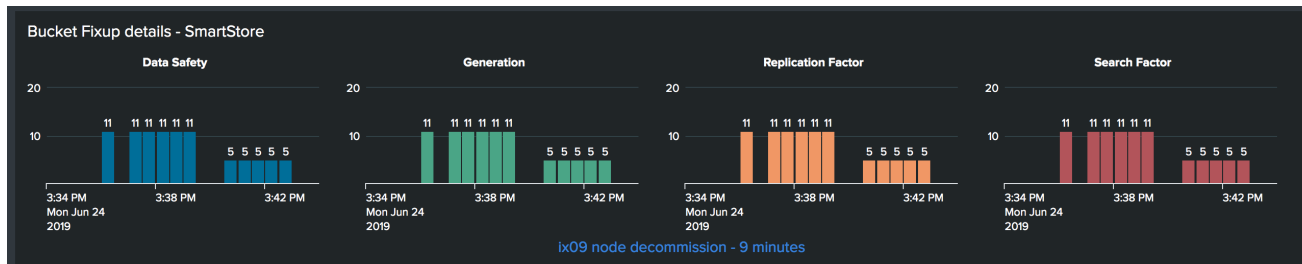 Bucket Fixup details - SmartStore
Data Safety
20
10
11 11 11 11 11 11
5 5 5 5 5
3:34 PM 3:38 PM 3:42 PM
Mon Jun 24
2019
Generation
20
10
11 11 11 11 11 11
5 5 5 5 5
3:34 PM 3:38 PM 3:42 PM
Mon Jun 24
2019
Replication Factor
20
10
11 11 11 11 11 11
5 5 5 5 5
3:34 PM 3:38 PM 3:42 PM
Mon Jun 24
2019
Search Factor
20
10
11 11 11 11 11 11
5 5 5 5 5
3:34 PM 3:38 PM 3:42 PM
Mon Jun 24
2019
ix09 node decommission - 9 minutes